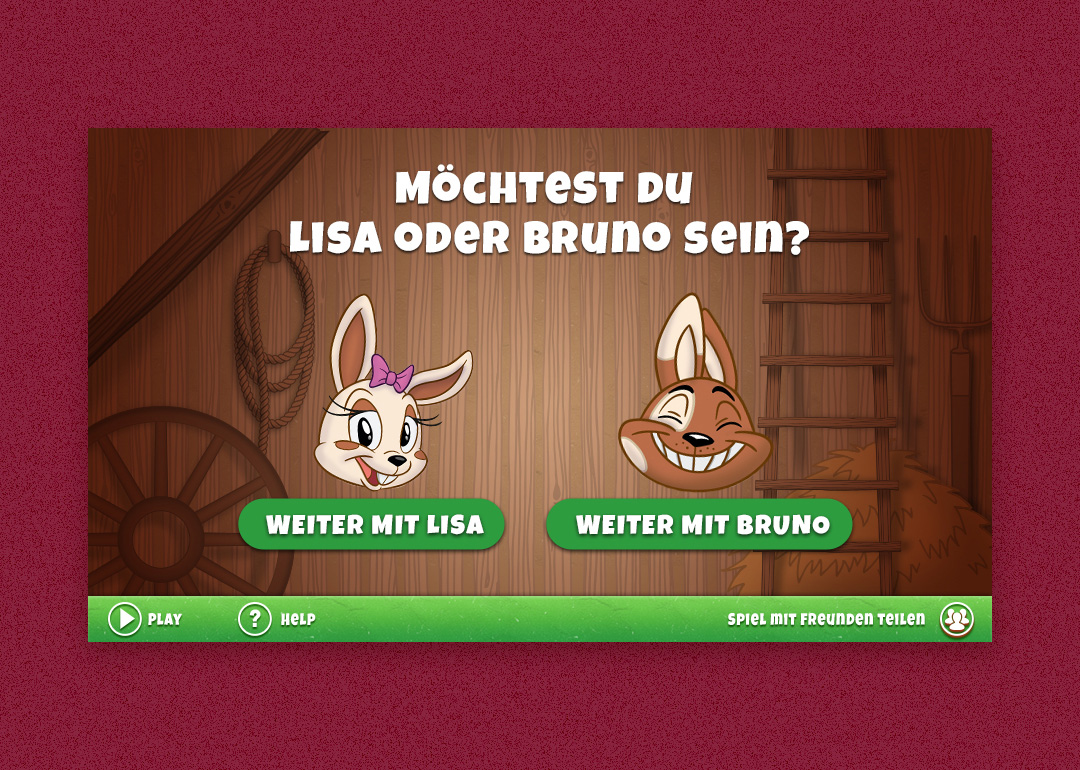 Möchtest du
Lisa oder Bruno sein?
WEITER MIT LISA
WEITER MIT BRUNO
PLAY
HELP
Spiel mit Freunden teilen